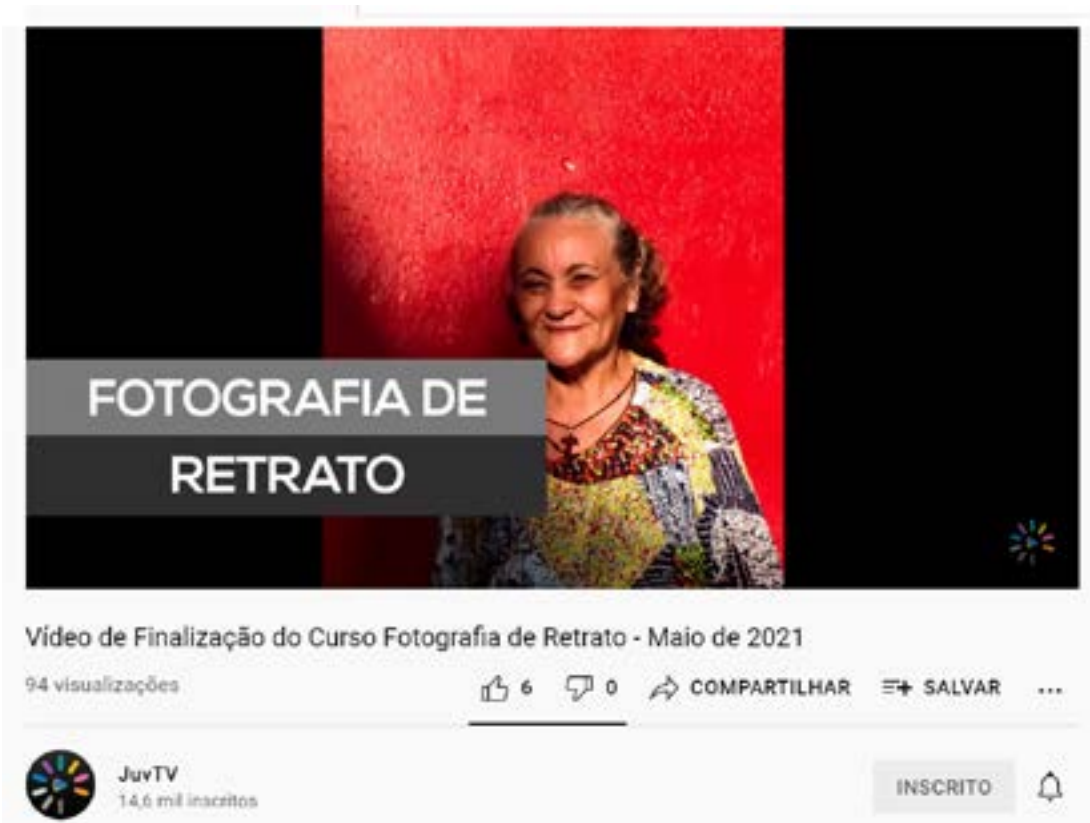 FOTOGRAFIA DE
RETRATO
Vídeo de Finalização do Curso Fotografia de Retrato - Maio de 2021
94 visualizações
6
0
COMPARTILHAR
SALVAR
...
JuvTV
14,6 mil inscritos
INSCRITO